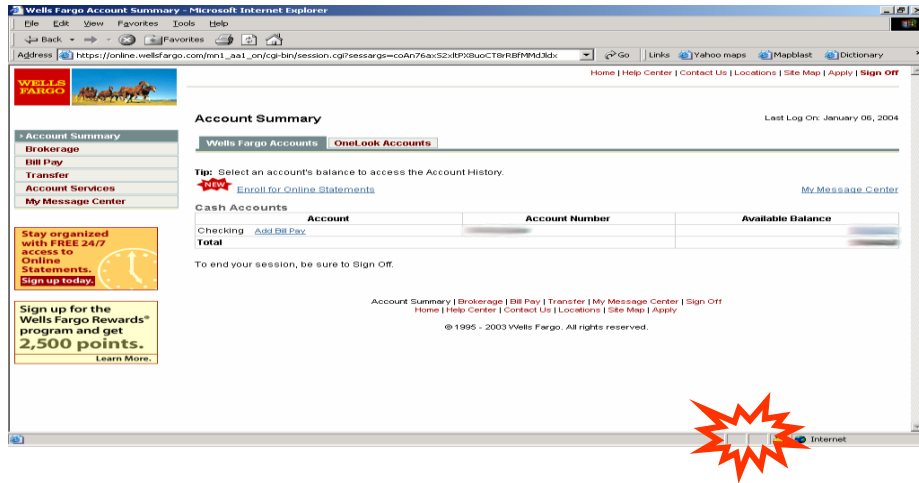 Wells Fargo Account Summary - Microsoft Internet Explorer
File Edit View Favorites Tools Help
Back Favorites
Address https://online.wellsfargo.com/mn1_aa1_on/cgi-bin/session.cgi?sessargs=coAn76axS2xltPX8uoCT8rRBfMMdJldx Go Links Yahoo maps Mapblast Dictionary
Home | Help Center | Contact Us | Locations | Site Map | Apply | Sign Off
WELLS
FARGO
Account Summary
Last Log On: January 06, 2004
Account Summary
Brokerage
Bill Pay
Transfer
Account Services
My Message Center
Wells Fargo Accounts OneLook Accounts
Tip: Select an account's balance to access the Account History.
NEW Enroll for Online Statements My Message Center
Cash Accounts
Account Account Number Available Balance
Checking Add Bill Pay
Total
To end your session, be sure to Sign Off.
Stay organized
with FREE 24/7
access to
Online
Statements.
Sign up today.
Sign up for the
Wells Fargo Rewards®
program and get
2,500 points.
Learn More.
Account Summary | Brokerage | Bill Pay | Transfer | My Message Center | Sign Off
Home | Help Center | Contact Us | Locations | Site Map | Apply
© 1995 - 2003 Wells Fargo. All rights reserved.
Internet